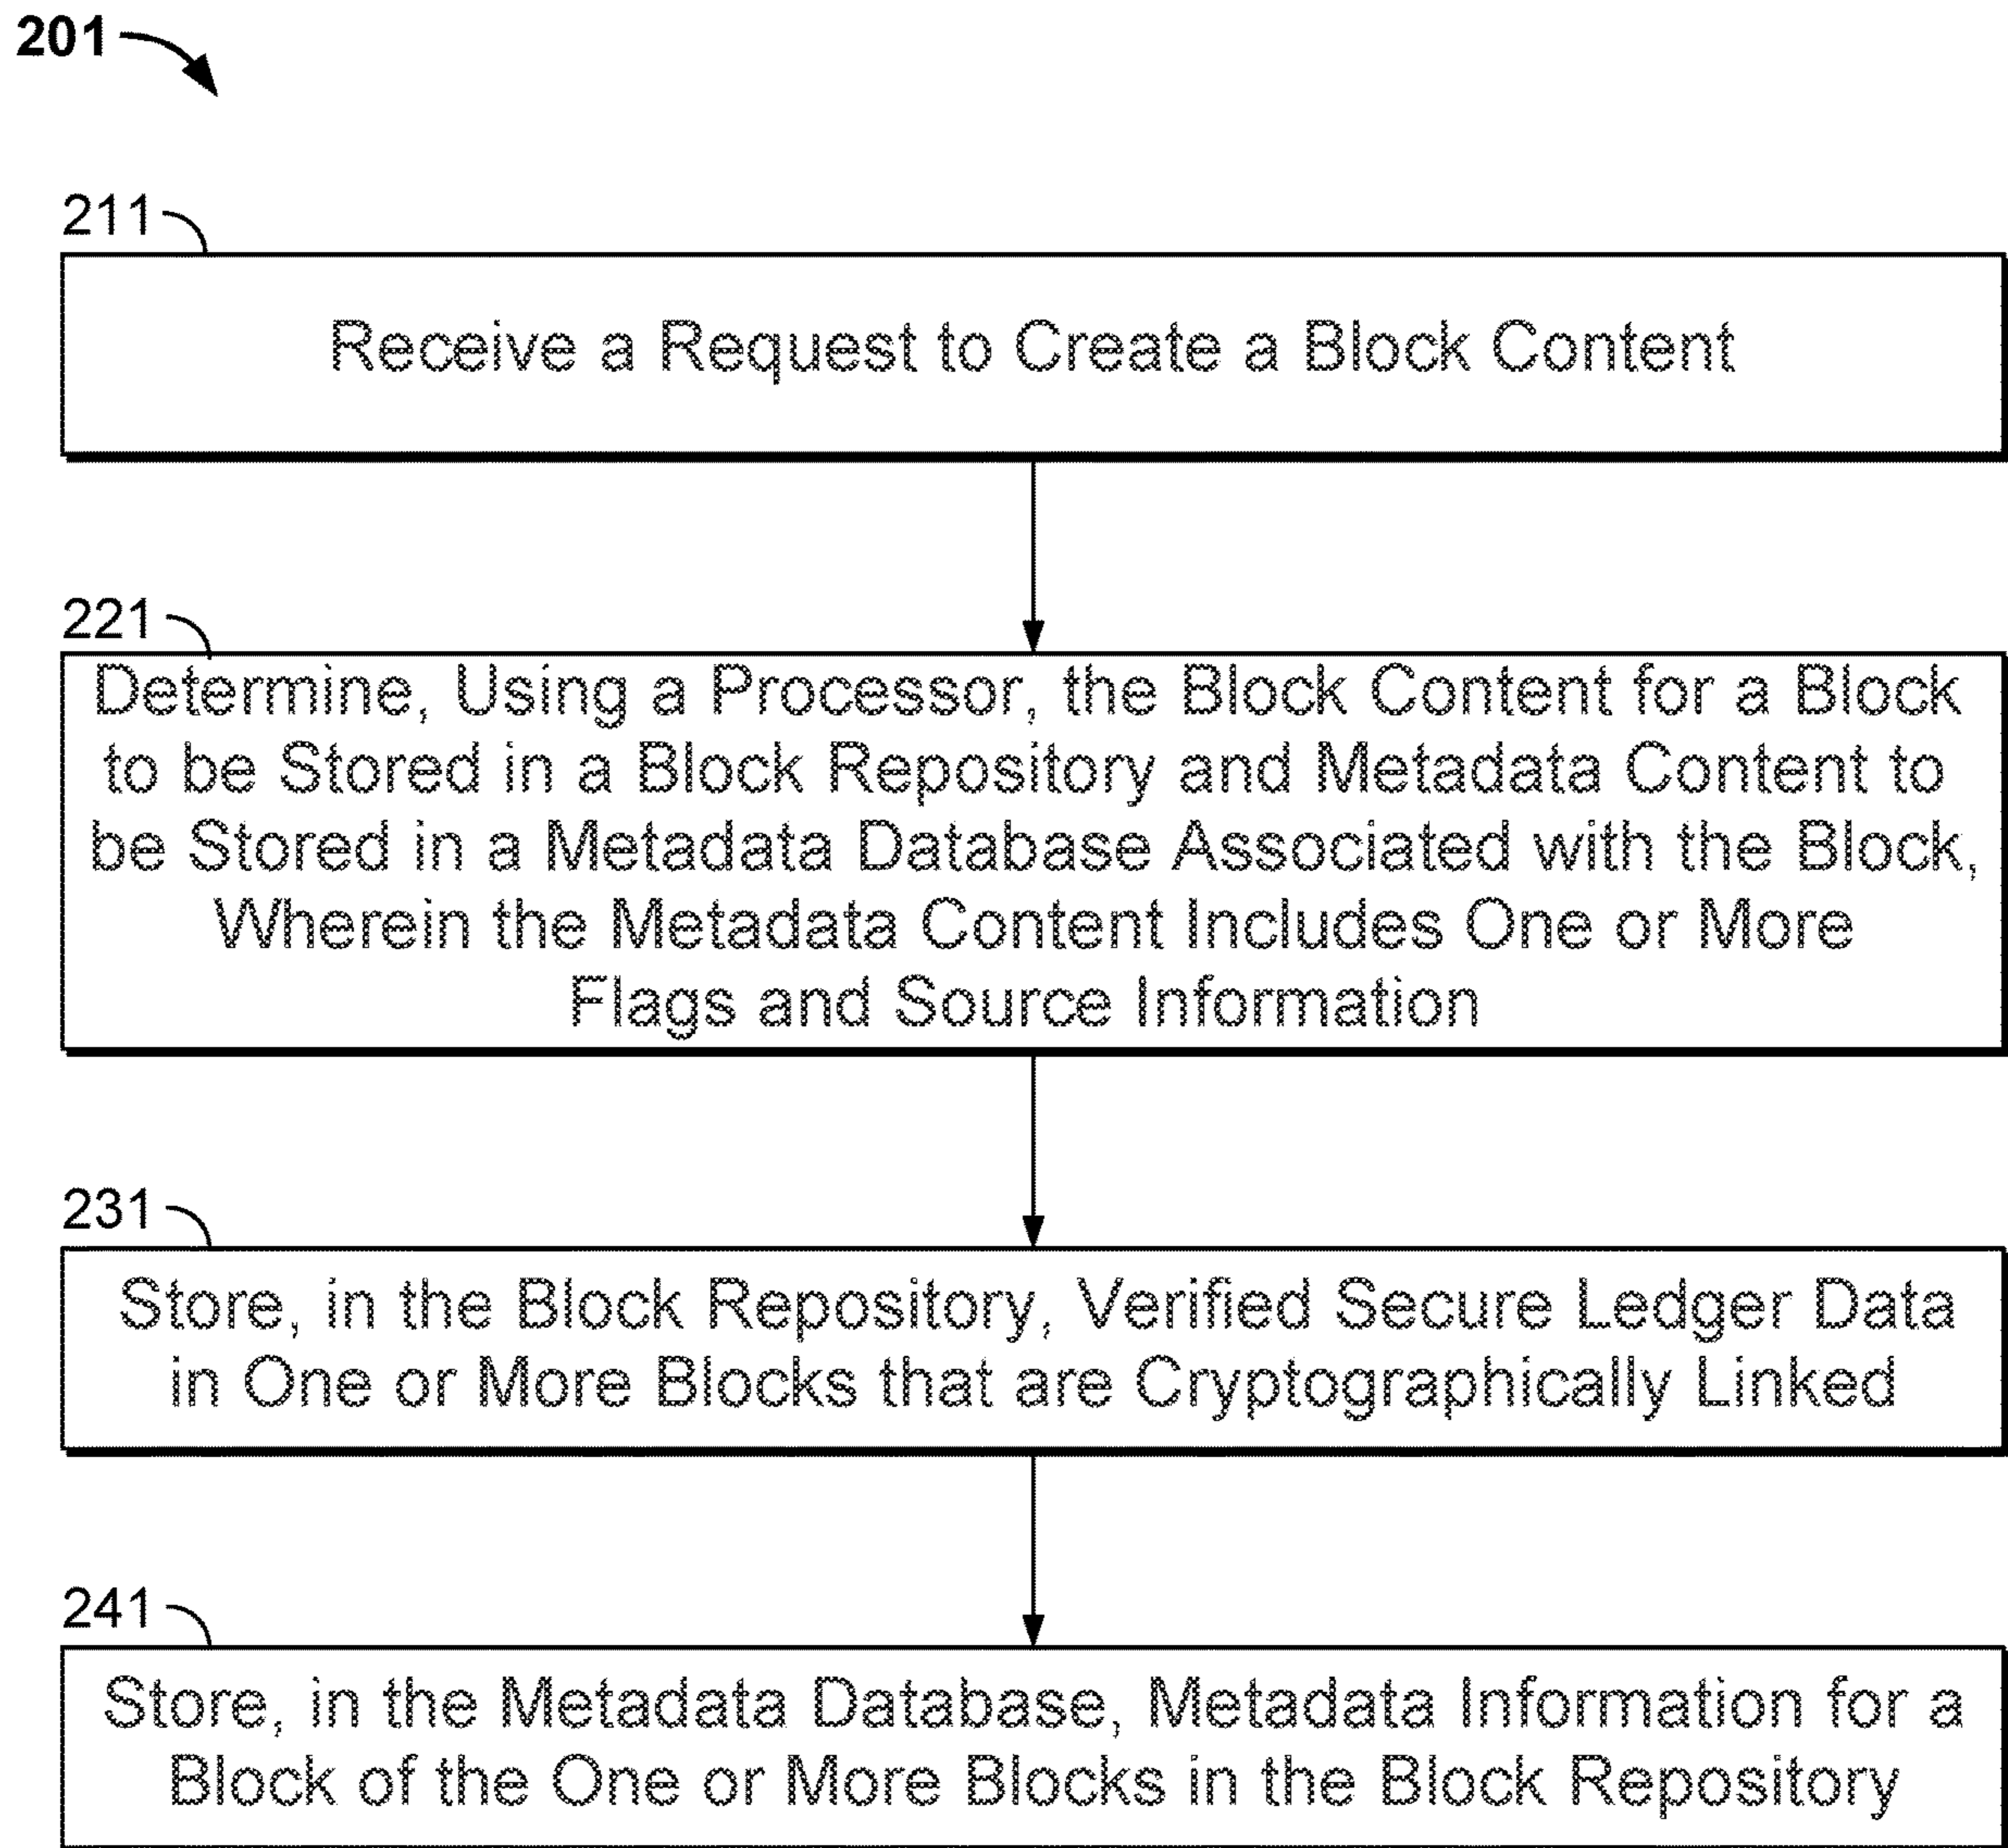 201
211
Receive a Request to Create a Block Content
221
Determine, Using a Processor, the Block Content for a Block
to be Stored in a Block Repository and Metadata Content to
be Stored in a Metadata Database Associated with the Block,
Wherein the Metadata Content Includes One or More
Flags and Source Information
231
Store, in the Block Repository, Verified Secure Ledger Data
in One or More Blocks that are Cryptographically Linked
241
Store, in the Metadata Database, Metadata Information for a
Block of the One or More Blocks in the Block Repository